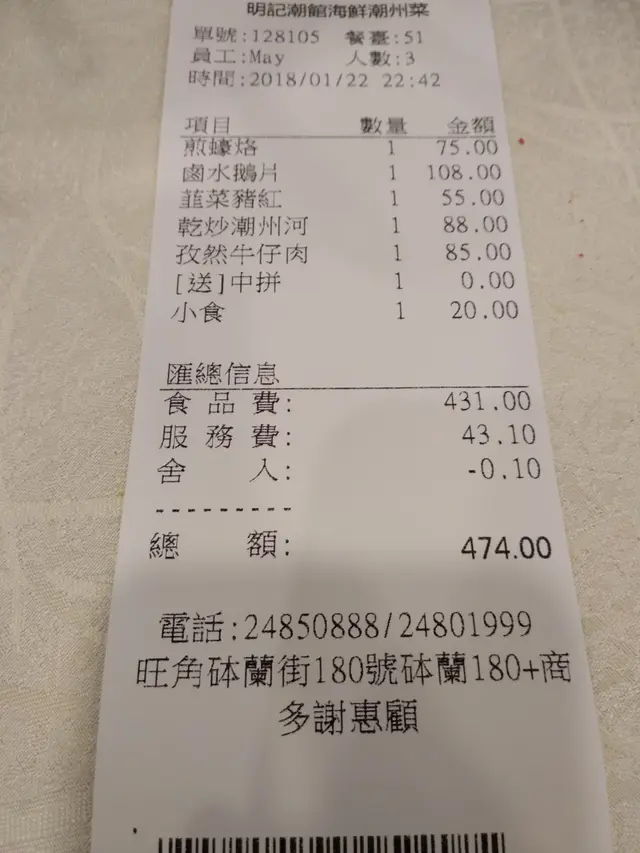 明記潮館海鮮潮州菜
單號:128105 餐臺:51
員工:May 人數:3
時間:2018/01/22 22:42
項目 數量 金額
煎蠔烙 1 75.00
鹵水鵝片 1 108.00
韮菜豬紅 1 55.00
乾炒潮州河 1 88.00
孜然牛仔肉 1 85.00
[送]中拼 1 0.00
小食 1 20.00
匯總信息
食品費: 431.00
服務費: 43.10
舍入: -0.10
---------
總額: 474.00
電話:24850888/24801999
旺角砵蘭街180號砵蘭180+商
多謝惠顧